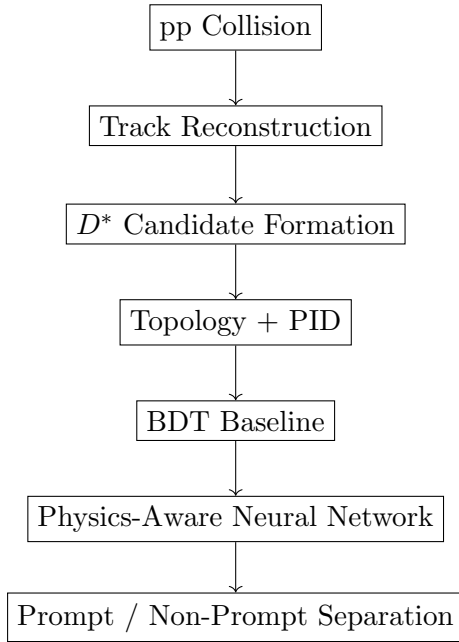 pp Collision
Track Reconstruction
D* Candidate Formation
Topology + PID
BDT Baseline
Physics-Aware Neural Network
Prompt / Non-Prompt Separation